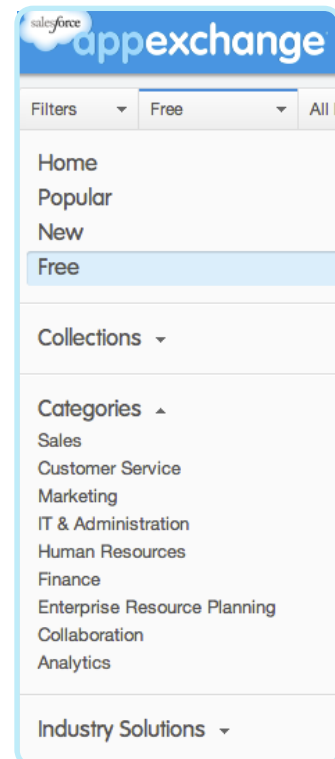 salesforce
appexchange
Filters Free All
Home
Popular
New
Free
Collections
Categories
Sales
Customer Service
Marketing
IT & Administration
Human Resources
Finance
Enterprise Resource Planning
Collaboration
Analytics
Industry Solutions